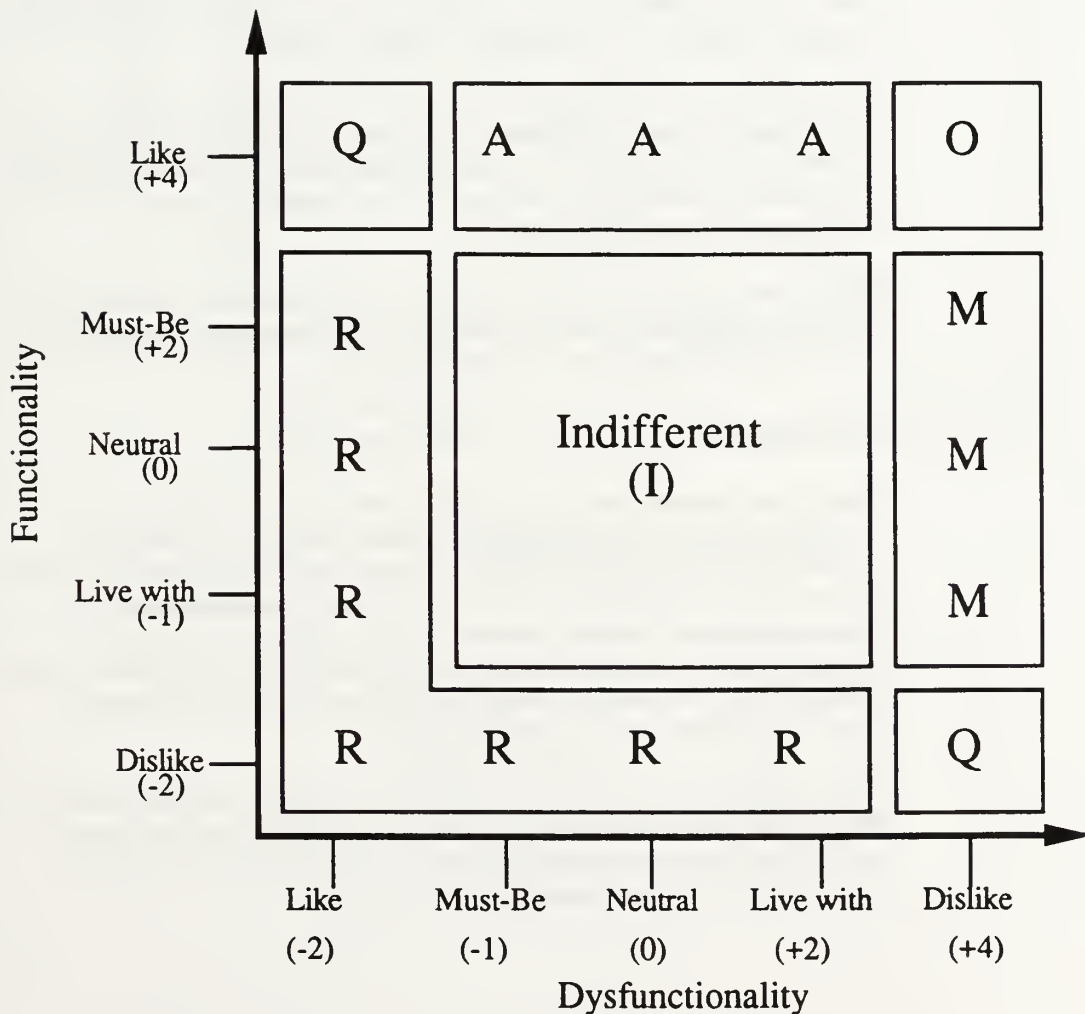 Functionality
Like
(+4)
Q A A A O
Must-Be
(+2)
R M
Neutral
(0)
R M
Indifferent
(I)
Live with
(-1)
R M
Dislike
(-2)
R R R R Q
Like Must-Be Neutral Live with Dislike
(-2) (-1) (0) (+2) (+4)
Dysfunctionality